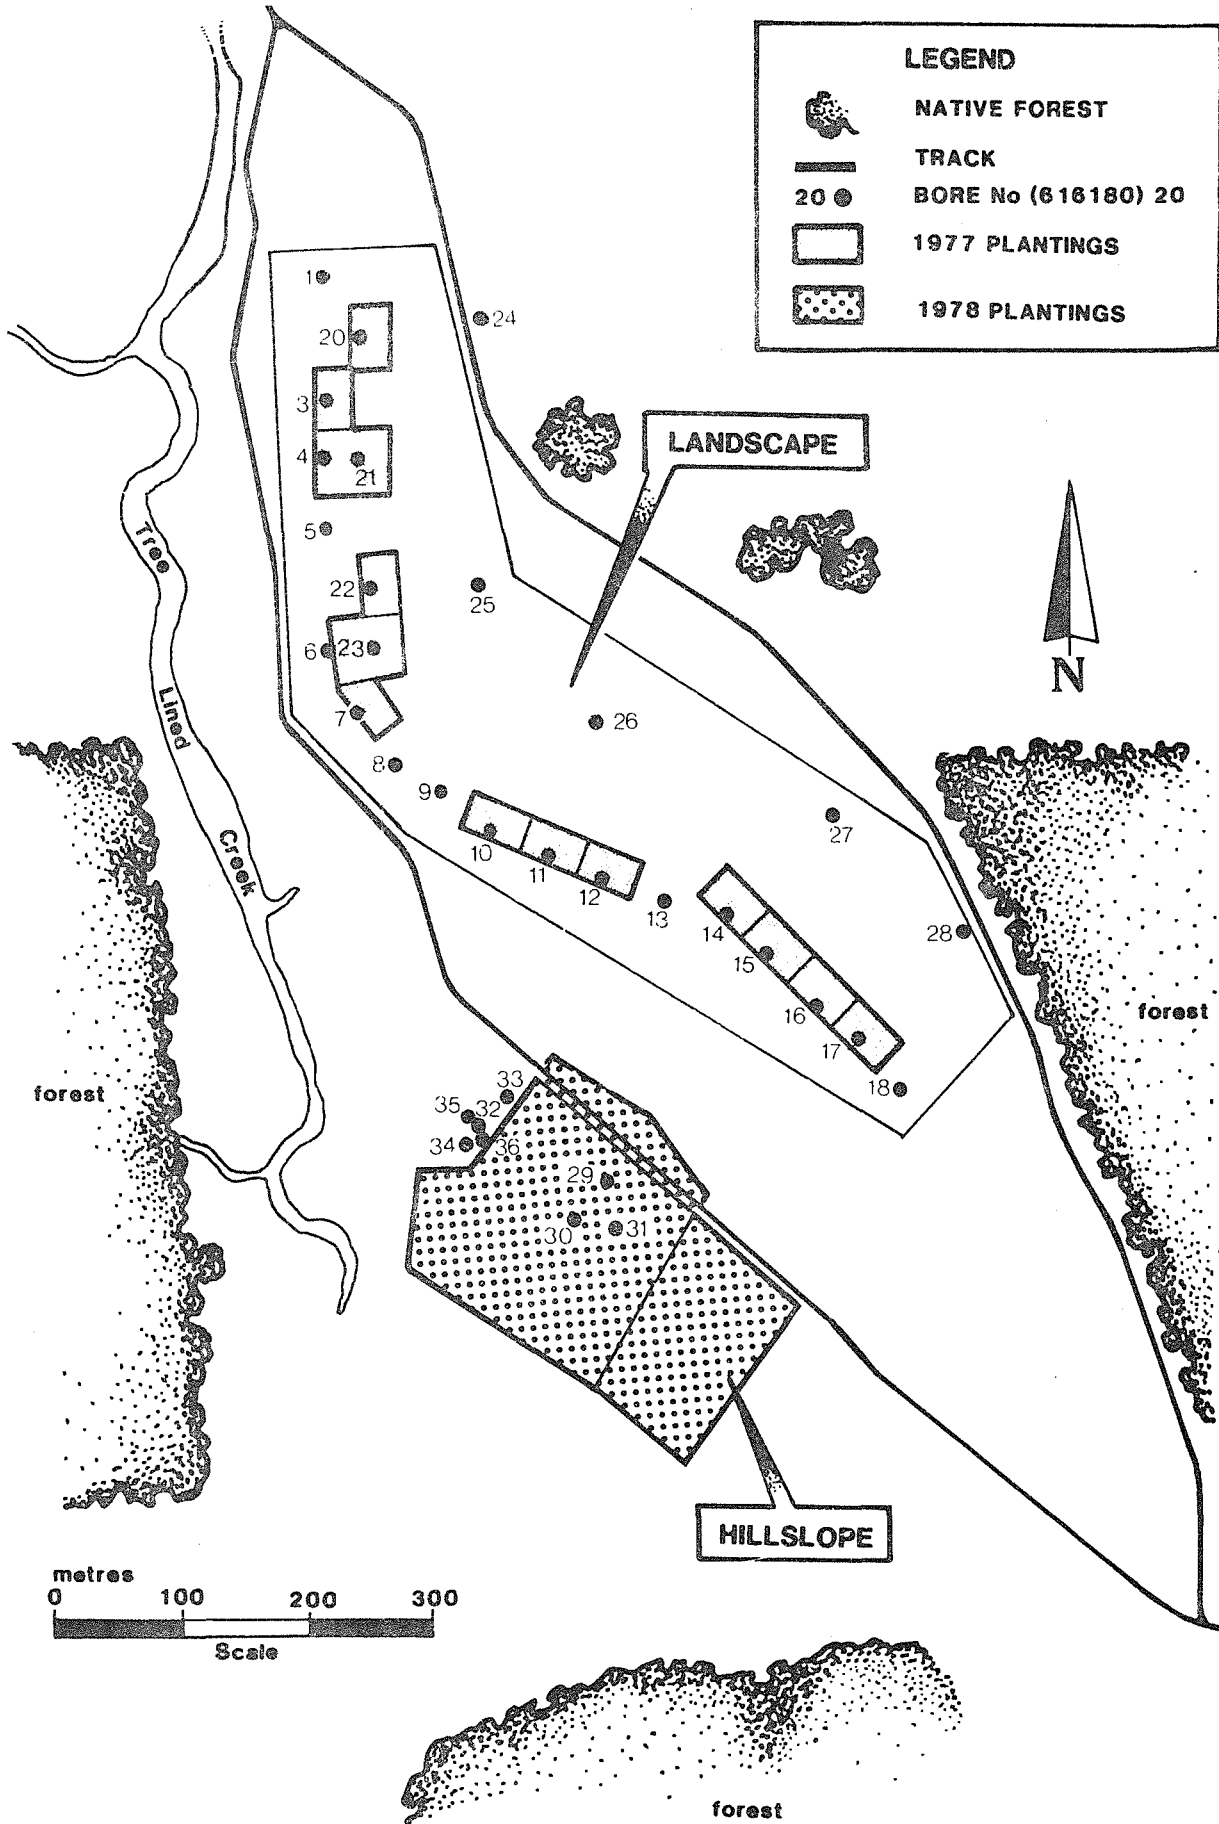 LEGEND
NATIVE FOREST
TRACK
20 BORE No (616180) 20
1977 PLANTINGS
1978 PLANTINGS
1
24
20
3
LANDSCAPE
4
21
5
Tree
22
25
6
23
N
Lined
7
26
8
9
27
Creek
10
11
12
13
14
28
15
16
forest
17
18
forest
33
35
32
34
36
29
30
31
HILLSLOPE
metres
0 100 200 300
Scale
forest